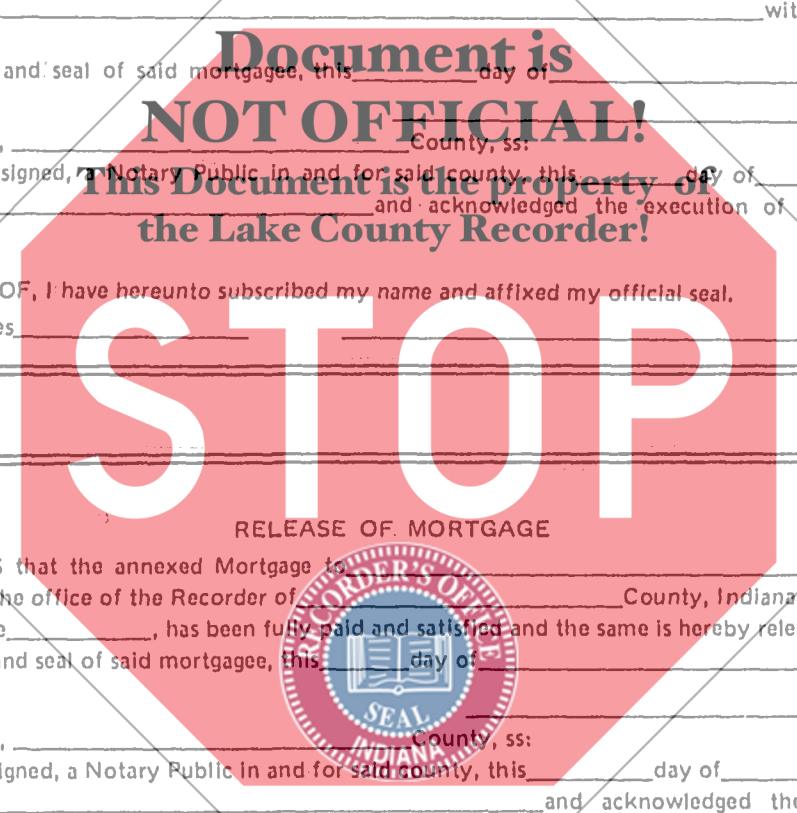 wit
Document is
and seal of said mortgagee, this day of
NOT OFFICIAL!
, County, ss:
signed, a Notary Public in and for said county, this day of
This Document is the property of
and acknowledged the execution of
the Lake County Recorder!
OF, I have hereunto subscribed my name and affixed my official seal.
es
STOP
RELEASE OF MORTGAGE
S that the annexed Mortgage to
he office of the Recorder of County, Indiana
e , has been fully paid and satisfied and the same is hereby rele
nd seal of said mortgagee, this day of
RECORDER'S OFFICE
SEAL
INDIANA
, County, ss:
igned, a Notary Public in and for said county, this day of
and acknowledged the